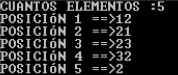 CUANTOS ELEMENTOS :5
POSICIóN 1 ==>12
POSICIóN 2 ==>21
POSICIóN 3 ==>23
POSICIóN 4 ==>32
POSICIóN 5 ==>2